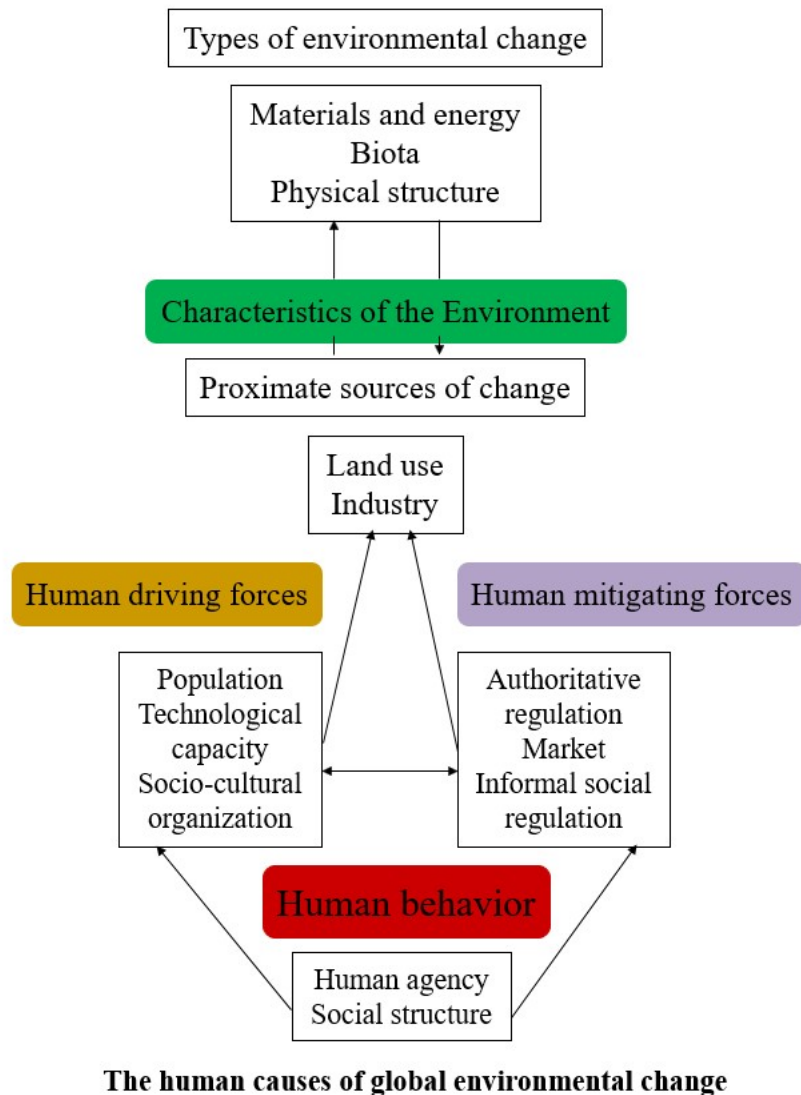 Types of environmental change
Materials and energy
Biota
Physical structure
Characteristics of the Environment
Proximate sources of change
Land use
Industry
Human driving forces
Human mitigating forces
Population
Technological
capacity
Socio-cultural
organization
Authoritative
regulation
Market
Informal social
regulation
Human behavior
Human agency
Social structure
The human causes of global environmental change